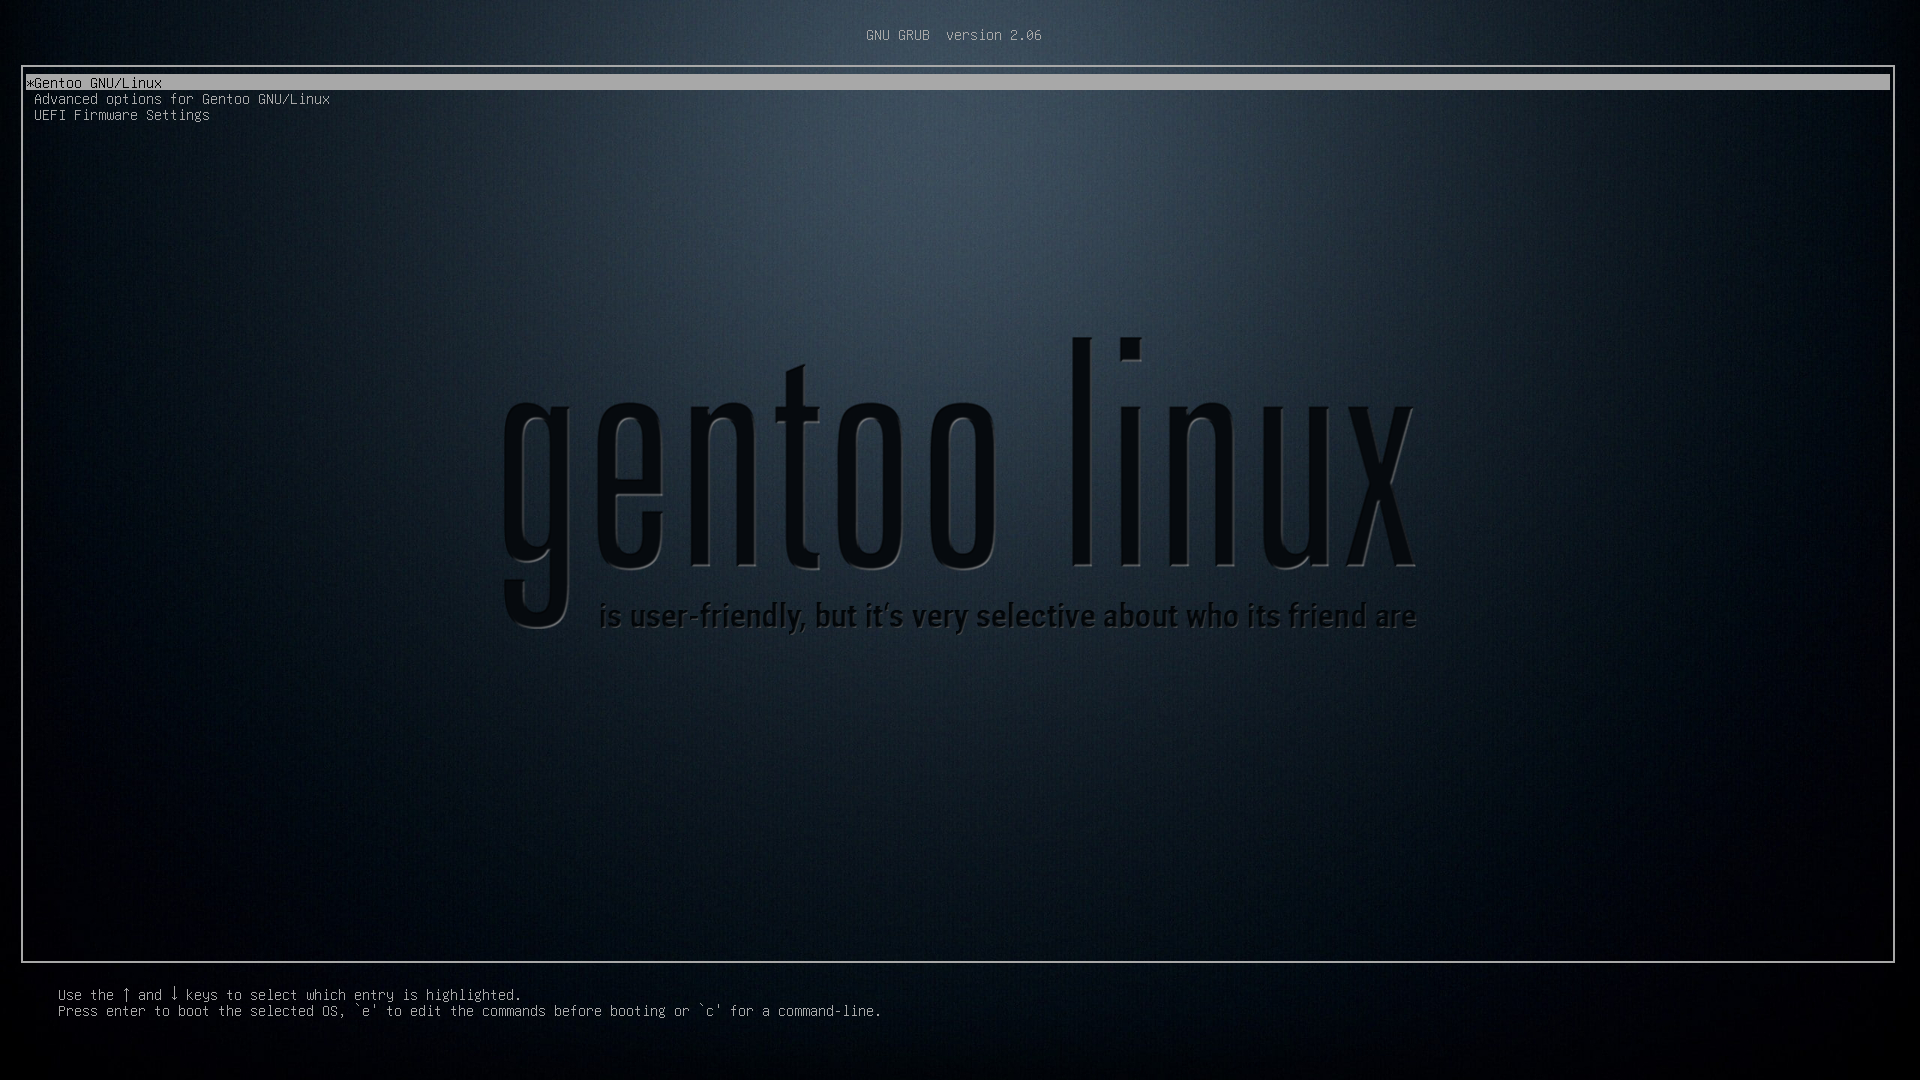 GNU GRUB version 2.06
*Gentoo GNU/Linux
Advanced options for Gentoo GNU/Linux
UEFI Firmware Settings
gentoo linux
is user-friendly, but it's very selective about who its friend are
Use the ↑ and ↓ keys to select which entry is highlighted.
Press enter to boot the selected OS, `e' to edit the commands before booting or `c' for a command-line.